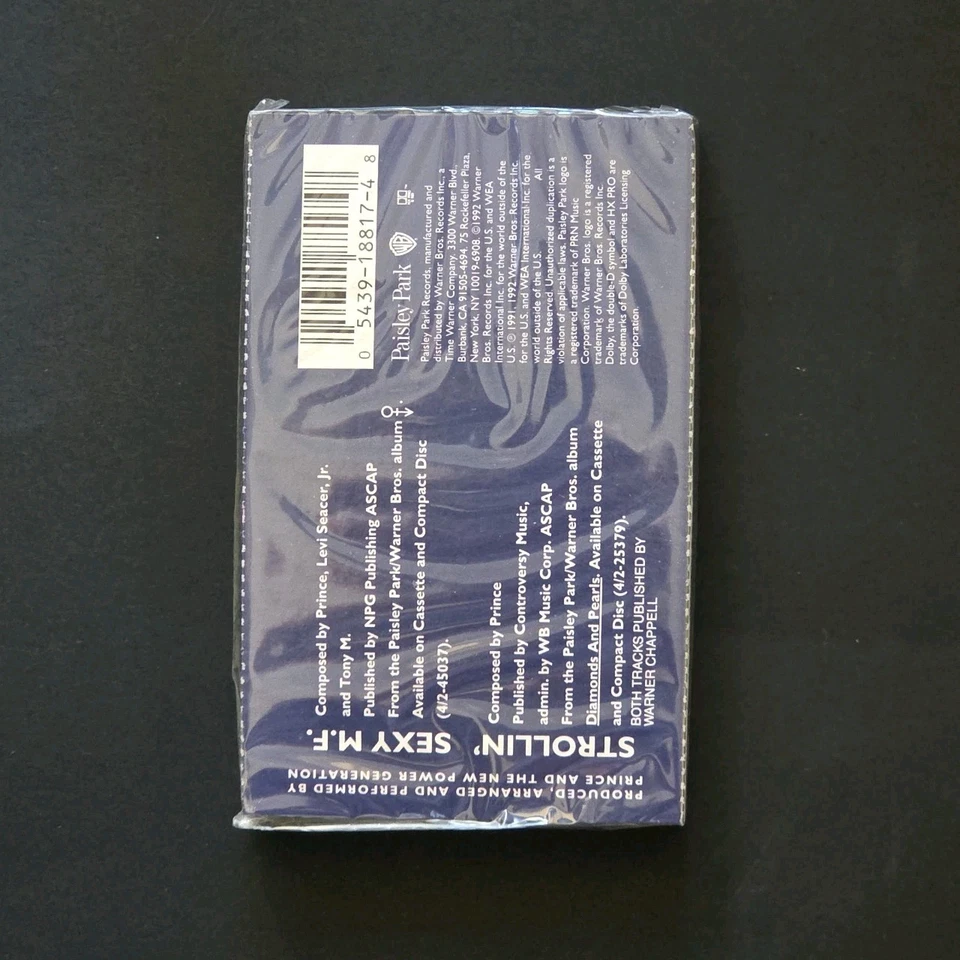 PRODUCED, ARRANGED AND PERFORMED BY
PRINCE AND THE NEW POWER GENERATION
SEXY M.F.
STROLLIN'
Composed by Prince, Levi Seacer, Jr.
and Tony M.
Published by NPG Publishing ASCAP
From the Paisley Park/Warner Bros. album
Available on Cassette and Compact Disc
(4/2-45037).
Composed by Prince
Published by Controversy Music,
admin. by WB Music Corp. ASCAP
From the Paisley Park/Warner Bros. album
Diamonds And Pearls. Available on Cassette
and Compact Disc (4/2-25379).
BOTH TRACKS PUBLISHED BY
WARNER CHAPPELL
0 5439-18817-4 8
Paisley Park
WB
Paisley Park Records, manufactured and
distributed by Warner Bros. Records Inc., a
Time Warner Company. 3300 Warner Blvd.,
Burbank, CA 91505-4694. 75 Rockefeller Plaza,
New York, NY 10019-6908. ©1992 Warner
Bros. Records Inc. for the U.S. and WEA
International Inc. for the world outside of the
U.S. ℗ 1991, 1992 Warner Bros. Records Inc.
for the U.S. and WEA International Inc. for the
world outside of the U.S. All
Rights Reserved. Unauthorized duplication is a
violation of applicable laws. Paisley Park logo is
a registered trademark of PRN Music
Corporation. Warner Bros. logo is a registered
trademark of Warner Bros. Records Inc.
Dolby, the double-D symbol and HX PRO are
trademarks of Dolby Laboratories Licensing
Corporation.